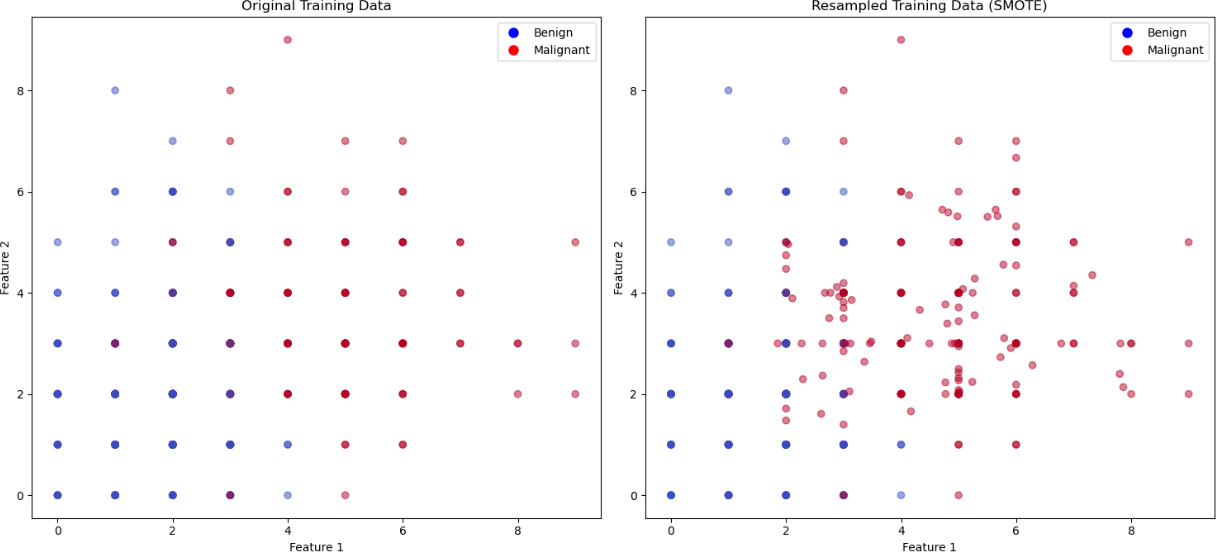 Original Training Data
Benign
Malignant
Feature 2
8
6
4
2
0
0 2 4 6 8
Feature 1
Resampled Training Data (SMOTE)
Benign
Malignant
Feature 2
8
6
4
2
0
0 2 4 6 8
Feature 1